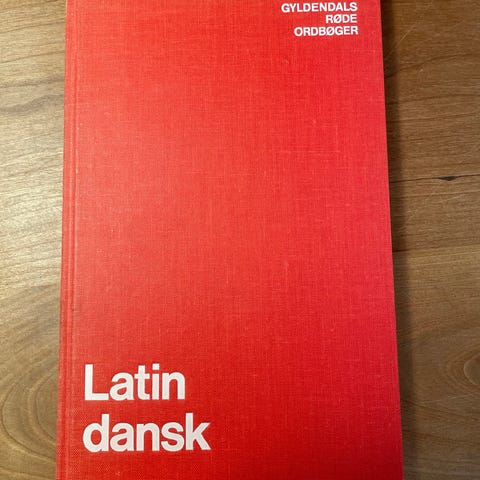 GYLDENDALS
RØDE
ORDBØGER
Latin
dansk